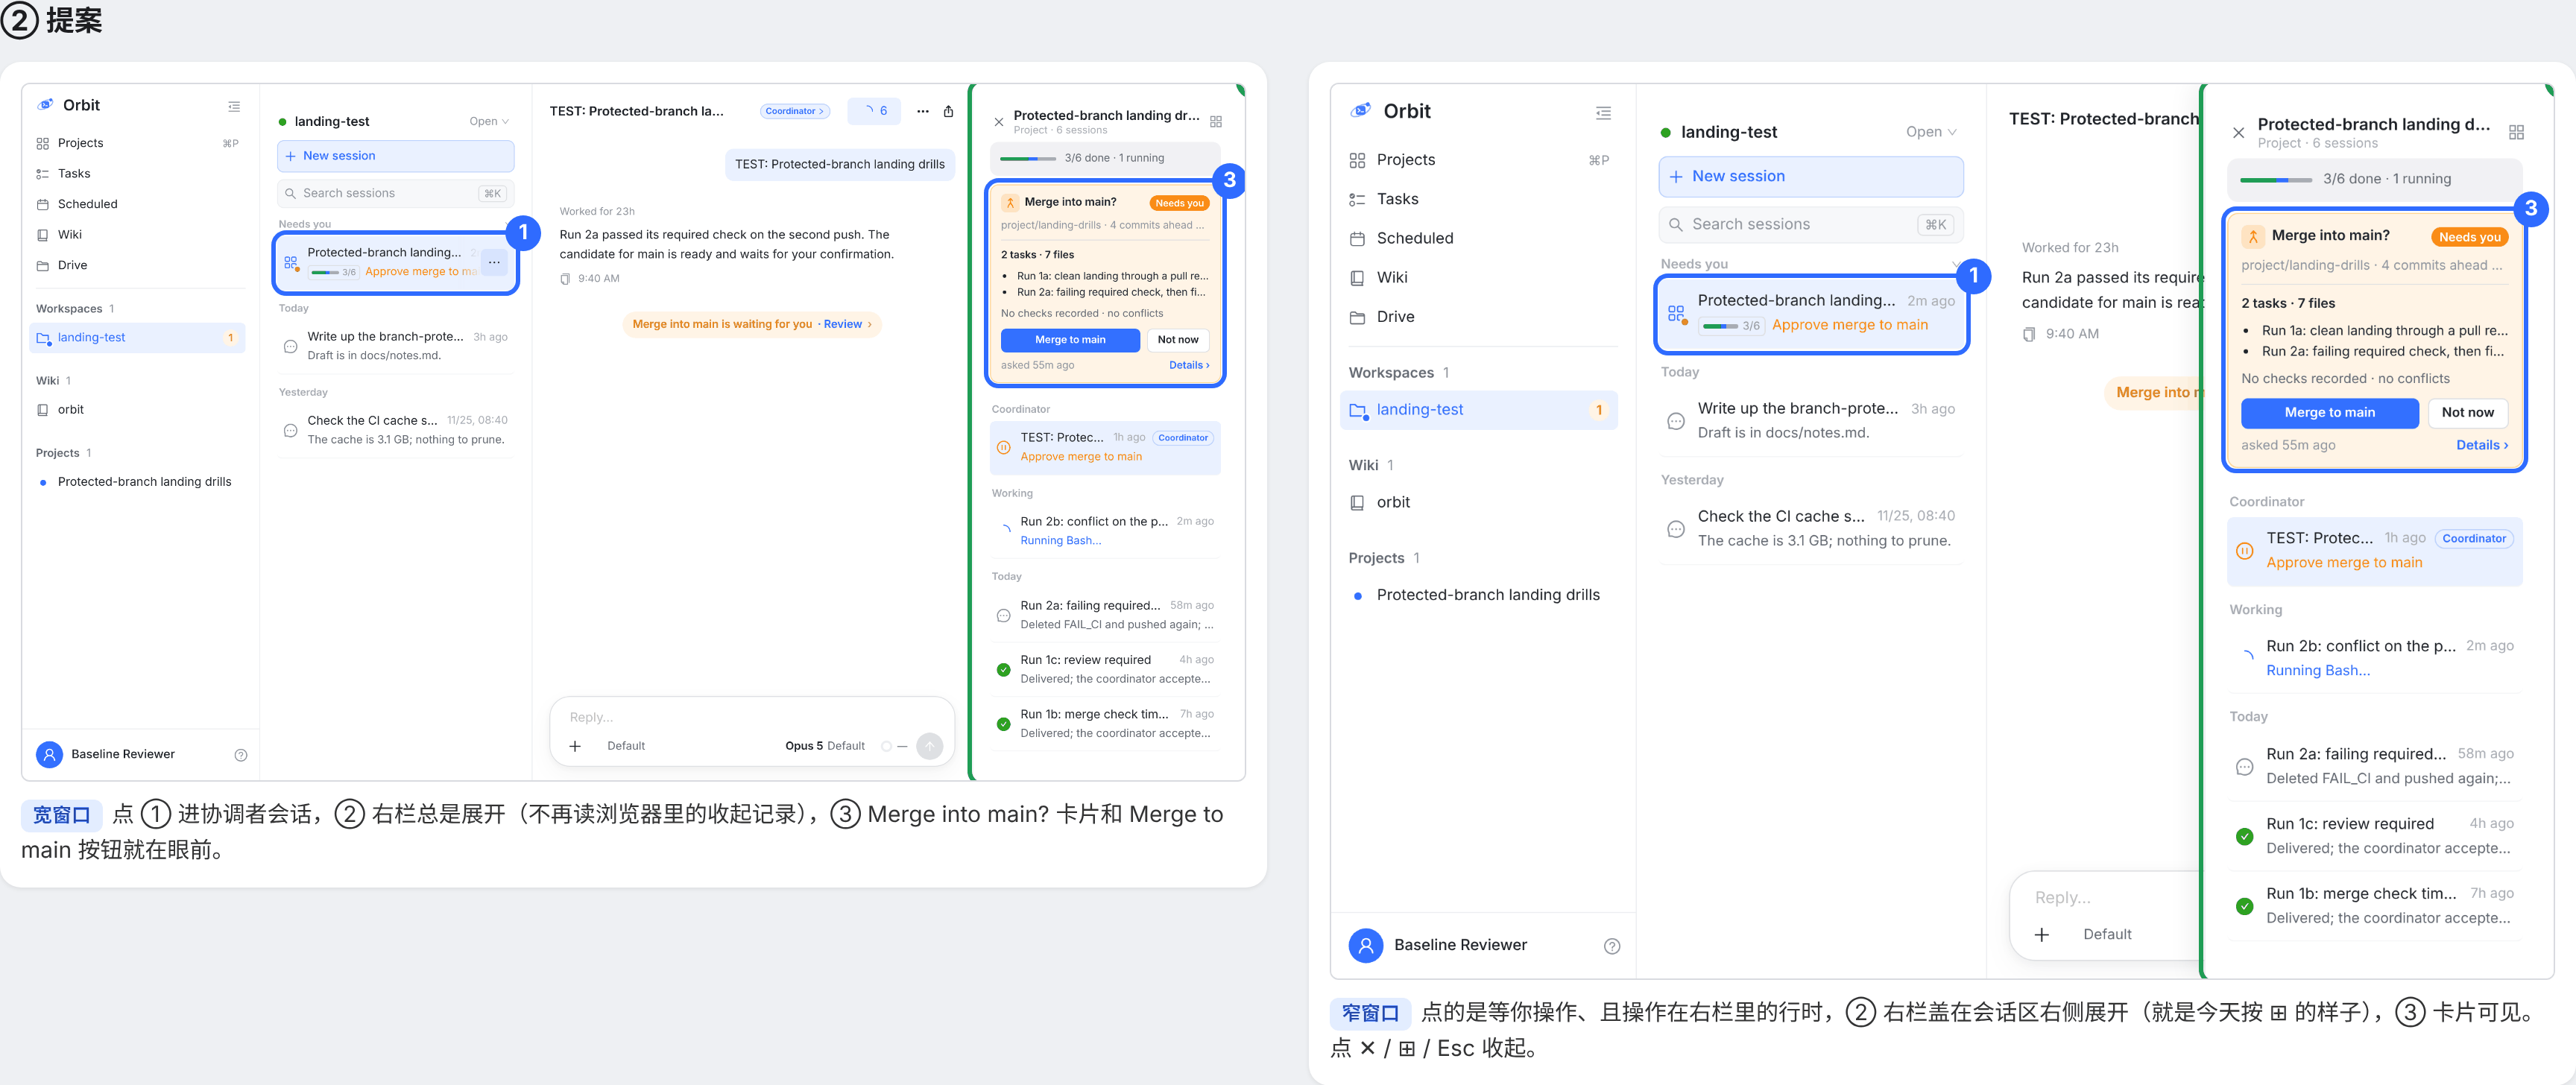 ② 提案
Orbit
Projects ⌘P
Tasks
Scheduled
Wiki
Drive
Workspaces 1
landing-test 1
Wiki 1
orbit
Projects 1
Protected-branch landing drills
Baseline Reviewer
landing-test Open
+ New session
Search sessions ⌘K
Needs you
1
Protected-branch landing...
3/6 Approve merge to ma
Today
Write up the branch-prote... 3h ago
Draft is in docs/notes.md.
Yesterday
Check the CI cache s... 11/25, 08:40
The cache is 3.1 GB; nothing to prune.
TEST: Protected-branch la... Coordinator > 6 ...
TEST: Protected-branch landing drills
Worked for 23h
Run 2a passed its required check on the second push. The
candidate for main is ready and waits for your confirmation.
9:40 AM
Merge into main is waiting for you · Review >
Reply...
+ Default Opus 5 Default
Protected-branch landing dr...
Project · 6 sessions
3/6 done · 1 running
3
Merge into main? Needs you
project/landing-drills · 4 commits ahead ...
2 tasks · 7 files
• Run 1a: clean landing through a pull re...
• Run 2a: failing required check, then fi...
No checks recorded · no conflicts
Merge to main Not now
asked 55m ago Details ›
Coordinator
TEST: Protec... 1h ago Coordinator
Approve merge to main
Working
Run 2b: conflict on the p... 2m ago
Running Bash...
Today
Run 2a: failing required... 58m ago
Deleted FAIL_CI and pushed again; ...
Run 1c: review required 4h ago
Delivered; the coordinator accepte...
Run 1b: merge check tim... 7h ago
Delivered; the coordinator accepte...
宽窗口 点 ① 进协调者会话，② 右栏总是展开（不再读浏览器里的收起记录），③ Merge into main? 卡片和 Merge to
main 按钮就在眼前。
Orbit
Projects ⌘P
Tasks
Scheduled
Wiki
Drive
Workspaces 1
landing-test 1
Wiki 1
orbit
Projects 1
Protected-branch landing drills
Baseline Reviewer
landing-test Open
+ New session
Search sessions ⌘K
Needs you
1
Protected-branch landing... 2m ago
3/6 Approve merge to main
Today
Write up the branch-prote... 3h ago
Draft is in docs/notes.md.
Yesterday
Check the CI cache s... 11/25, 08:40
The cache is 3.1 GB; nothing to prune.
TEST: Protected-branch
Worked for 23h
Run 2a passed its require
candidate for main is rea
9:40 AM
Merge into
Reply...
+ Default
Protected-branch landing d...
Project · 6 sessions
3/6 done · 1 running
3
Merge into main? Needs you
project/landing-drills · 4 commits ahead ...
2 tasks · 7 files
• Run 1a: clean landing through a pull re...
• Run 2a: failing required check, then fi...
No checks recorded · no conflicts
Merge to main Not now
asked 55m ago Details ›
Coordinator
TEST: Protec... 1h ago Coordinator
Approve merge to main
Working
Run 2b: conflict on the p... 2m ago
Running Bash...
Today
Run 2a: failing required... 58m ago
Deleted FAIL_CI and pushed again;...
Run 1c: review required 4h ago
Delivered; the coordinator accepte...
Run 1b: merge check tim... 7h ago
Delivered; the coordinator accepte...
窄窗口 点的是等你操作、且操作在右栏里的行时，② 右栏盖在会话区右侧展开（就是今天按 ⊞ 的样子），③ 卡片可见。
点 ✕ / ⊞ / Esc 收起。